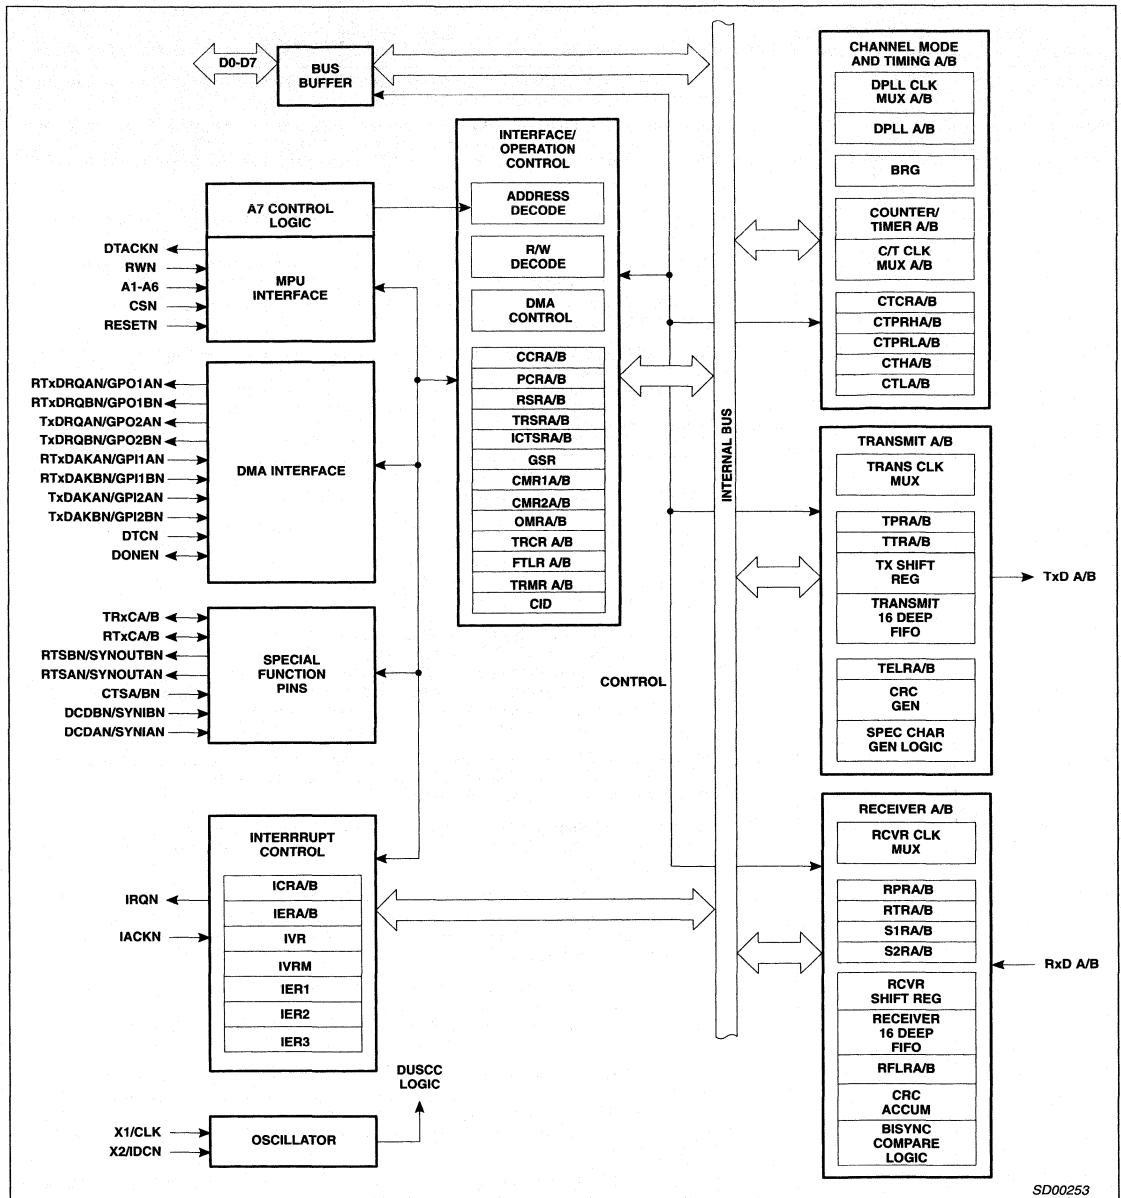 D0-D7
BUS
BUFFER
INTERFACE/
OPERATION
CONTROL
ADDRESS
DECODE
R/W
DECODE
DMA
CONTROL
CCRA/B
PCRA/B
RSRA/B
TRSRA/B
ICTSRA/B
GSR
CMR1A/B
CMR2A/B
OMRA/B
TRCR A/B
FTLR A/B
TRMR A/B
CID
A7 CONTROL
LOGIC
MPU
INTERFACE
DTACKN
RWN
A1-A6
CSN
RESETN
RTxDRQAN/GPO1AN
RTxDRQBN/GPO1BN
TxDRQAN/GPO2AN
TxDRQBN/GPO2BN
RTxDAKAN/GPI1AN
RTxDAKBN/GPI1BN
TxDAKAN/GPI2AN
TxDAKBN/GPI2BN
DTCN
DONEN
DMA INTERFACE
TRxCA/B
RTxCA/B
RTSBN/SYNOUTBN
RTSAN/SYNOUTAN
CTSA/BN
DCDBN/SYNIBN
DCDAN/SYNIAN
SPECIAL
FUNCTION
PINS
CONTROL
INTERNAL BUS
INTERRRUPT
CONTROL
ICRA/B
IERA/B
IVR
IVRM
IER1
IER2
IER3
IRQN
IACKN
DUSCC
LOGIC
X1/CLK
X2/IDCN
OSCILLATOR
CHANNEL MODE
AND TIMING A/B
DPLL CLK
MUX A/B
DPLL A/B
BRG
COUNTER/
TIMER A/B
C/T CLK
MUX A/B
CTCRA/B
CTPRHA/B
CTPRLA/B
CTHA/B
CTLA/B
TRANSMIT A/B
TRANS CLK
MUX
TPRA/B
TTRA/B
TX SHIFT
REG
TRANSMIT
16 DEEP
FIFO
TELRA/B
CRC
GEN
SPEC CHAR
GEN LOGIC
TxD A/B
RECEIVER A/B
RCVR CLK
MUX
RPRA/B
RTRA/B
S1RA/B
S2RA/B
RCVR
SHIFT REG
RECEIVER
16 DEEP
FIFO
RFLRA/B
CRC
ACCUM
BISYNC
COMPARE
LOGIC
RxD A/B
SD00253